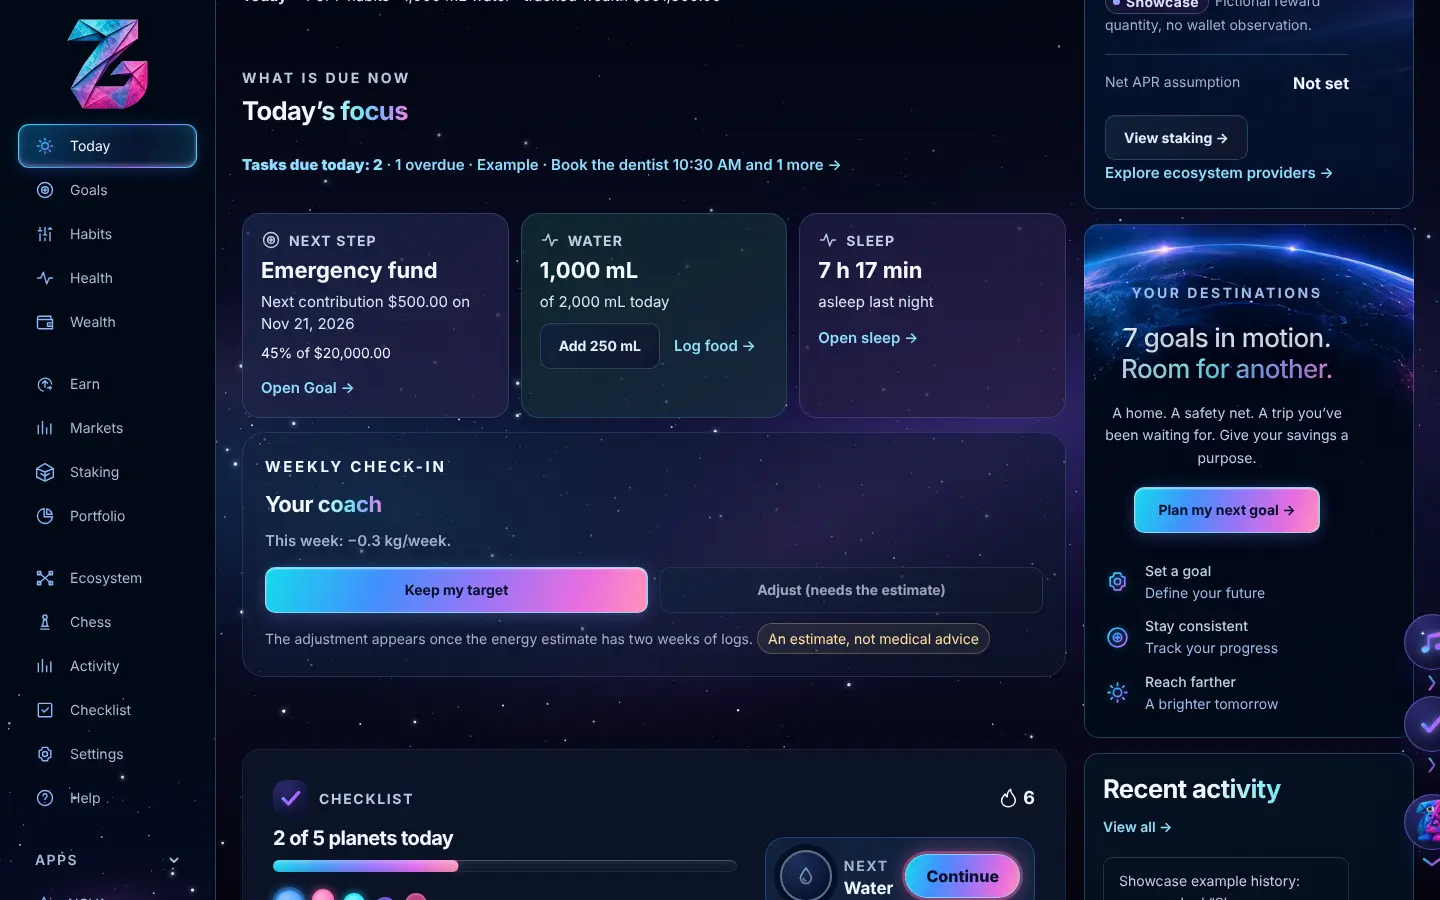 Today
Goals
Habits
Health
Wealth
Earn
Markets
Staking
Portfolio
Ecosystem
Chess
Activity
Checklist
Settings
Help
APPS
WHAT IS DUE NOW
Today's focus
Tasks due today: 2 · 1 overdue · Example · Book the dentist 10:30 AM and 1 more →
NEXT STEP
Emergency fund
Next contribution $500.00 on
Nov 21, 2026
45% of $20,000.00
Open Goal →
WATER
1,000 mL
of 2,000 mL today
Add 250 mL
Log food →
SLEEP
7 h 17 min
asleep last night
Open sleep →
WEEKLY CHECK-IN
Your coach
This week: −0.3 kg/week.
Keep my target
Adjust (needs the estimate)
The adjustment appears once the energy estimate has two weeks of logs. An estimate, not medical advice
CHECKLIST
6
2 of 5 planets today
NEXT
Water
Continue
Showcase Fictional reward
quantity, no wallet observation.
Net APR assumption Not set
View staking →
Explore ecosystem providers →
YOUR DESTINATIONS
7 goals in motion.
Room for another.
A home. A safety net. A trip you've
been waiting for. Give your savings a
purpose.
Plan my next goal →
Set a goal
Define your future
Stay consistent
Track your progress
Reach farther
A brighter tomorrow
Recent activity
View all →
Showcase example history: